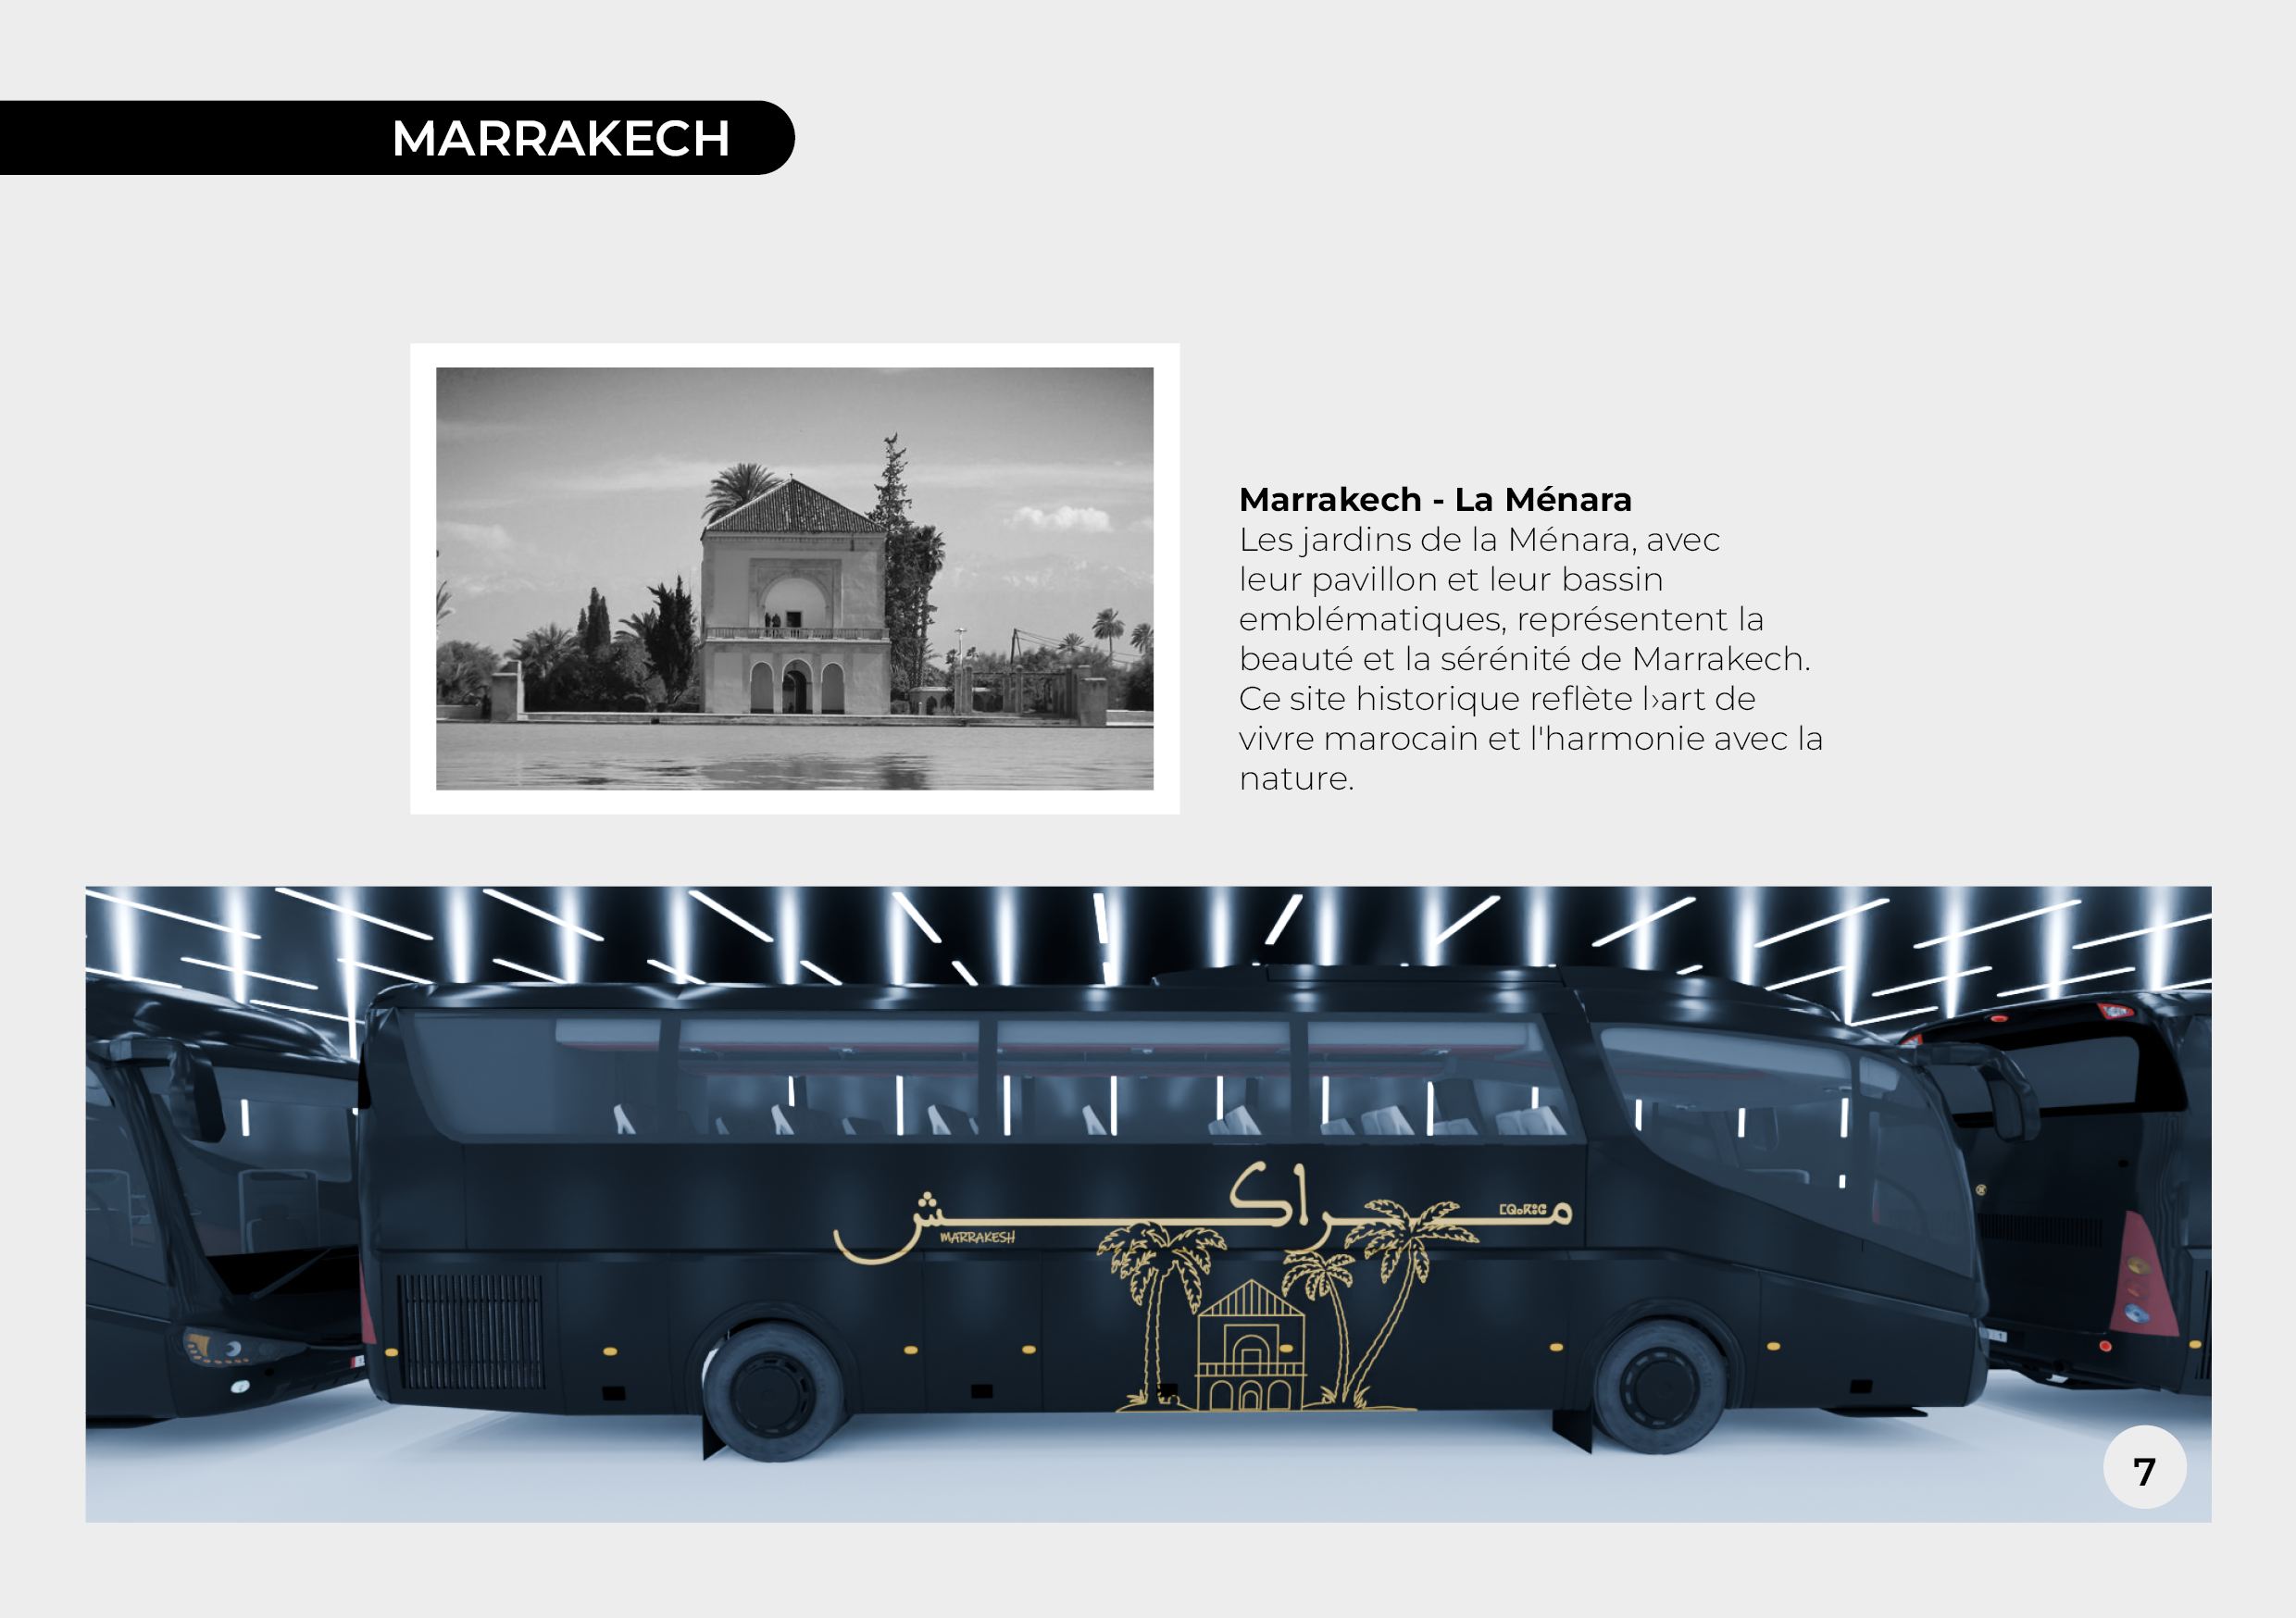 MARRAKECH
Marrakech - La Ménara
Les jardins de la Ménara, avec
leur pavillon et leur bassin
emblématiques, représentent la
beauté et la sérénité de Marrakech.
Ce site historique reflète l›art de
vivre marocain et l'harmonie avec la
nature.
مـــراكـــــش
ⵎⵕⴰⴽⵓⵛ
MARRAKESH
7